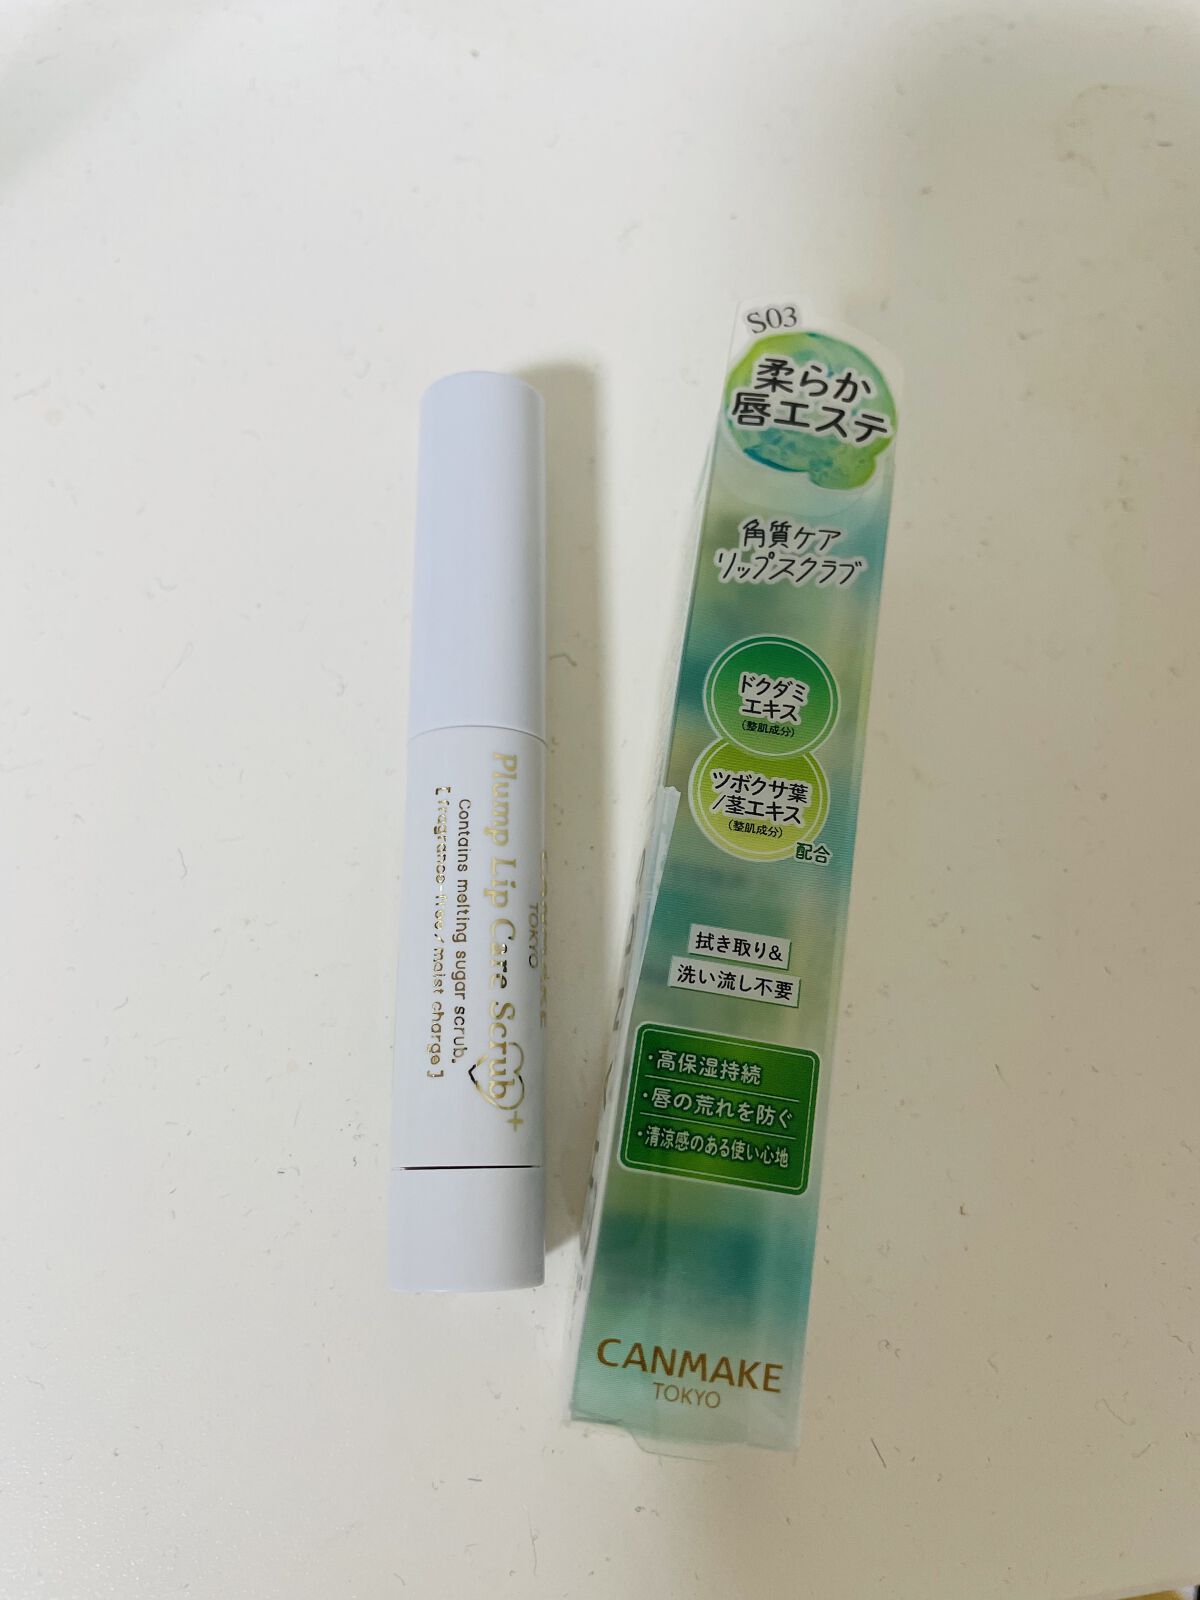 Plump Lip Care Scrub+
Contains melting sugar scrub.
[fragrance-free / moist charge]
TOKYO
S03
柔らか
唇エステ
角質ケア
リップスクラブ
ドクダミ
エキス
(整肌成分)
ツボクサ葉
/茎エキス
(整肌成分)
配合
拭き取り&
洗い流し不要
・高保湿持続
・唇の荒れを防ぐ
・清涼感のある使い心地
CANMAKE
TOKYO